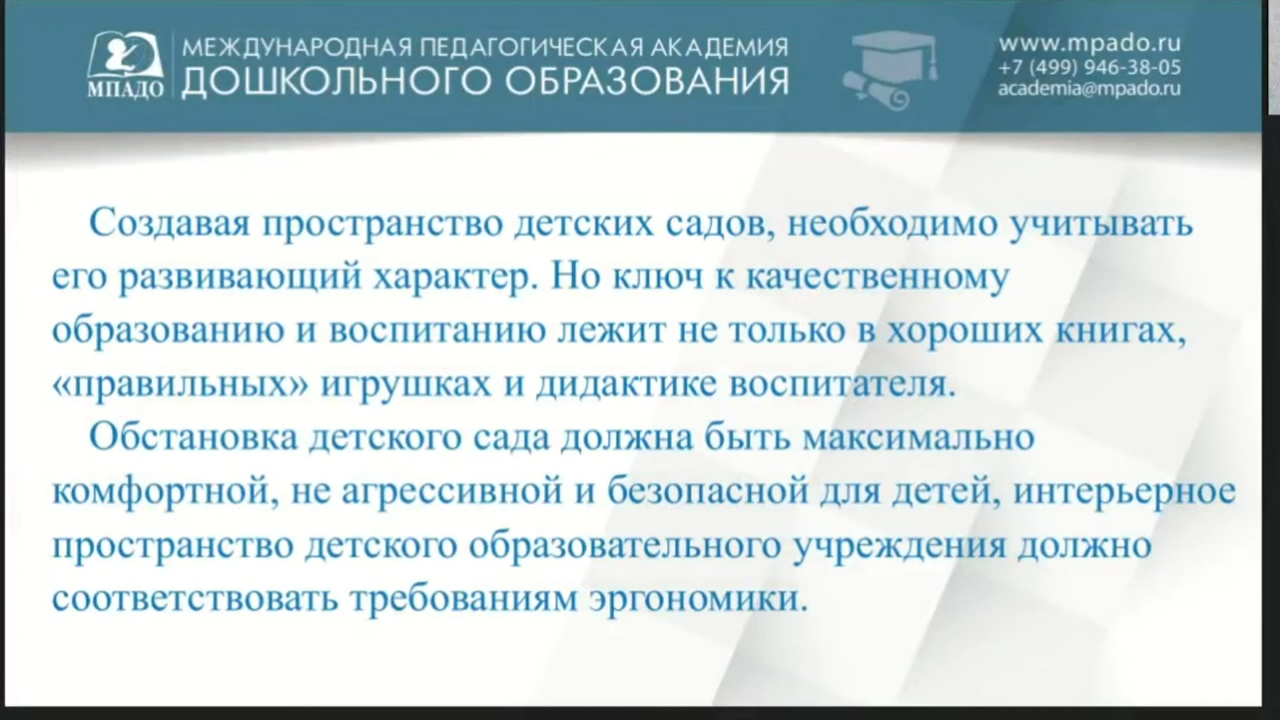 МПАДО
МЕЖДУНАРОДНАЯ ПЕДАГОГИЧЕСКАЯ АКАДЕМИЯ
ДОШКОЛЬНОГО ОБРАЗОВАНИЯ
www.mpado.ru
+7 (499) 946-38-05
academia@mpado.ru
Создавая пространство детских садов, необходимо учитывать
его развивающий характер. Но ключ к качественному
образованию и воспитанию лежит не только в хороших книгах,
«правильных» игрушках и дидактике воспитателя.
Обстановка детского сада должна быть максимально
комфортной, не агрессивной и безопасной для детей, интерьерное
пространство детского образовательного учреждения должно
соответствовать требованиям эргономики.